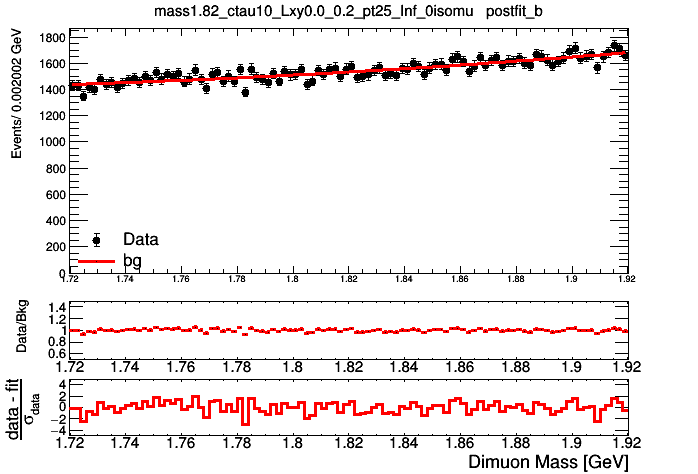 mass1.82_ctau10_Lxy0.0_0.2_pt25_Inf_0isomu postfit_b
Events/ 0.002002 GeV
1800
1600
1400
1200
1000
800
600
400
200
0
Data
bg
1.72 1.74 1.76 1.78 1.8 1.82 1.84 1.86 1.88 1.9 1.92
Data/Bkg
1.4
1.2
1
0.8
0.6
1.72 1.74 1.76 1.78 1.8 1.82 1.84 1.86 1.88 1.9 1.92
data - fit
σdata
4
2
0
−2
−4
1.72 1.74 1.76 1.78 1.8 1.82 1.84 1.86 1.88 1.9 1.92
Dimuon Mass [GeV]